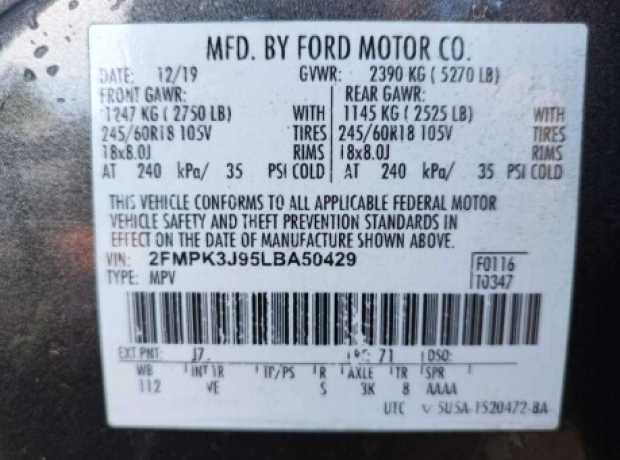 MFD. BY FORD MOTOR CO.
DATE: 12/19 GVWR: 2390 KG ( 5270 LB)
FRONT GAWR: REAR GAWR:
1247 KG ( 2750 LB) WITH 1145 KG ( 2525 LB) WITH
245/60R18 105V TIRES 245/60R18 105V TIRES
18x8.0J RIMS 18x8.0J RIMS
AT 240 kPa/ 35 PSI COLD AT 240 kPa/ 35 PSI COLD
THIS VEHICLE CONFORMS TO ALL APPLICABLE FEDERAL MOTOR
VEHICLE SAFETY AND THEFT PREVENTION STANDARDS IN
EFFECT ON THE DATE OF MANUFACTURE SHOWN ABOVE.
VIN: 2FMPK3J95LBA50429
F0116
TYPE: MPV
10347
EXT PNT: J7 71 DSO:
WB INT TR TP/PS R AXLE TR SPR
112 VE S 3K 8 AAAA
UTC